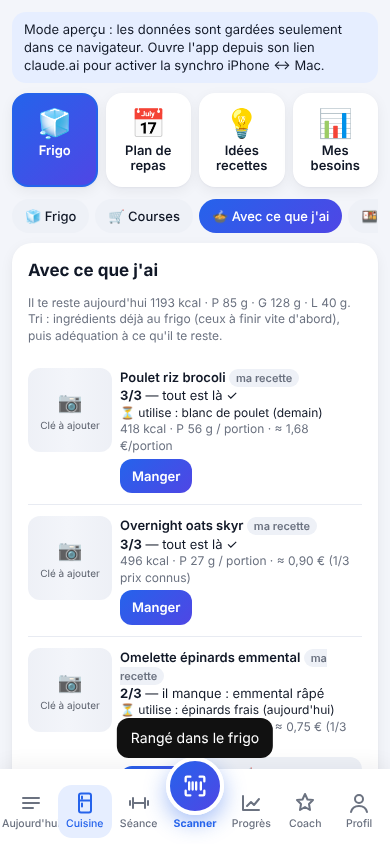 Mode aperçu : les données sont gardées seulement
dans ce navigateur. Ouvre l'app depuis son lien
claude.ai pour activer la synchro iPhone ↔ Mac.
Frigo
Plan de
repas
Idées
recettes
Mes
besoins
Frigo
Courses
Avec ce que j'ai
Avec ce que j'ai
Il te reste aujourd'hui 1193 kcal · P 85 g · G 128 g · L 40 g.
Tri : ingrédients déjà au frigo (ceux à finir vite d'abord),
puis adéquation à ce qu'il te reste.
Clé à ajouter
Poulet riz brocoli ma recette
3/3 — tout est là ✓
⏳ utilise : blanc de poulet (demain)
418 kcal · P 56 g / portion · ≈ 1,68
€/portion
Manger
Clé à ajouter
Overnight oats skyr ma recette
3/3 — tout est là ✓
496 kcal · P 27 g / portion · ≈ 0,90 € (1/3
prix connus)
Manger
Clé à ajouter
Omelette épinards emmental ma
recette
2/3 — il manque : emmental râpé
⏳ utilise : épinards frais (aujourd'hui)
≈ 0,75 € (1/3
Rangé dans le frigo
Aujourd'hu
Cuisine
Séance
Scanner
Progrès
Coach
Profil